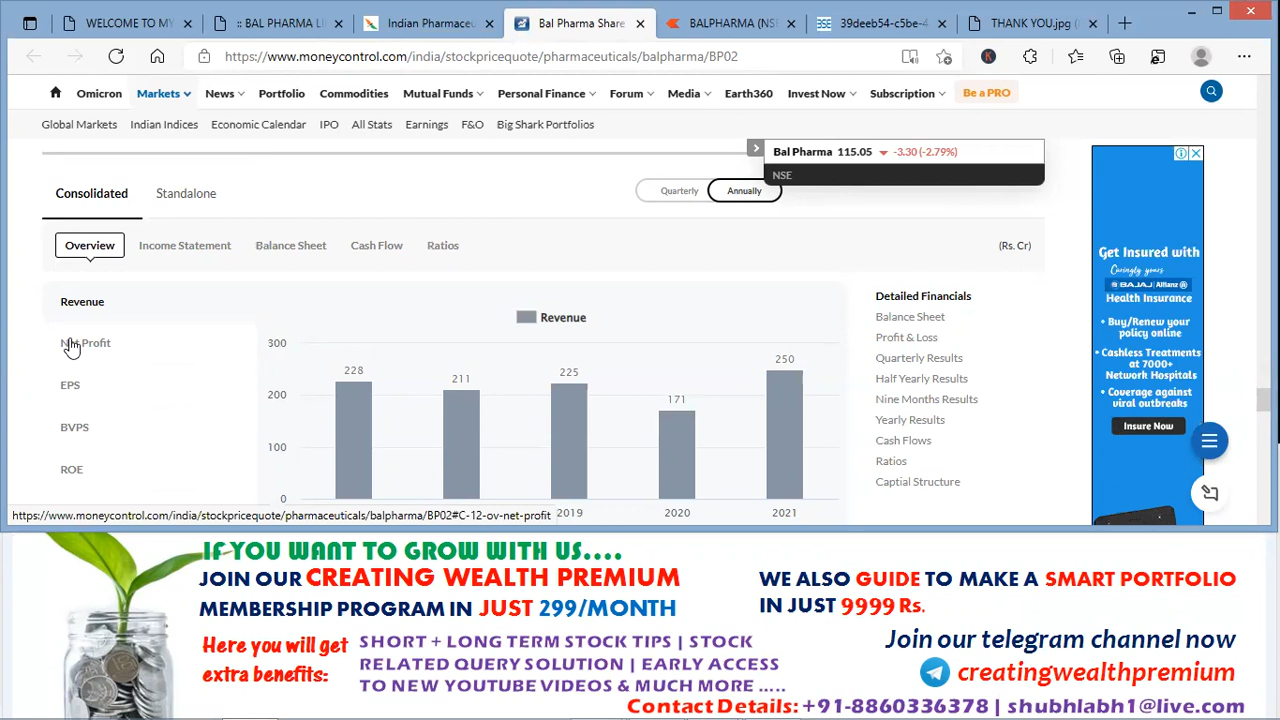 WELCOME TO MY
:: BAL PHARMA LI
Indian Pharmaceu
Bal Pharma Share
BALPHARMA (NSE
39deeb54-c5be-4
THANK YOU.jpg (
https://www.moneycontrol.com/india/stockpricequote/pharmaceuticals/balpharma/BP02
Omicron Markets News Portfolio Commodities Mutual Funds Personal Finance Forum Media Earth360 Invest Now Subscription Be a PRO
Global Markets Indian Indices Economic Calendar IPO All Stats Earnings F&O Big Shark Portfolios
Bal Pharma 115.05 -3.30 (-2.79%)
NSE
Consolidated Standalone
Quarterly Annually
Overview Income Statement Balance Sheet Cash Flow Ratios (Rs. Cr)
Revenue
Net Profit
EPS
BVPS
ROE
Revenue
300
200
100
0
228
211
225
171
250
2019 2020 2021
Detailed Financials
Balance Sheet
Profit & Loss
Quarterly Results
Half Yearly Results
Nine Months Results
Yearly Results
Cash Flows
Ratios
Captial Structure
Get Insured with
Caringly yours
BAJAJ Allianz
Health Insurance
• Buy/Renew your
policy online
• Cashless Treatments
at 7000+
Network Hospitals
• Coverage against
viral outbreaks
Insure Now
https://www.moneycontrol.com/india/stockpricequote/pharmaceuticals/balpharma/BP02#C-12-ov-net-profit
IF YOU WANT TO GROW WITH US....
JOIN OUR CREATING WEALTH PREMIUM
MEMBERSHIP PROGRAM IN JUST 299/MONTH
Here you will get
extra benefits:
SHORT + LONG TERM STOCK TIPS | STOCK
RELATED QUERY SOLUTION | EARLY ACCESS
TO NEW YOUTUBE VIDEOS & MUCH MORE .....
WE ALSO GUIDE TO MAKE A SMART PORTFOLIO
IN JUST 9999 Rs.
Join our telegram channel now
creatingwealthpremium
Contact Details: +91-8860336378 | shubhlabh1@live.com